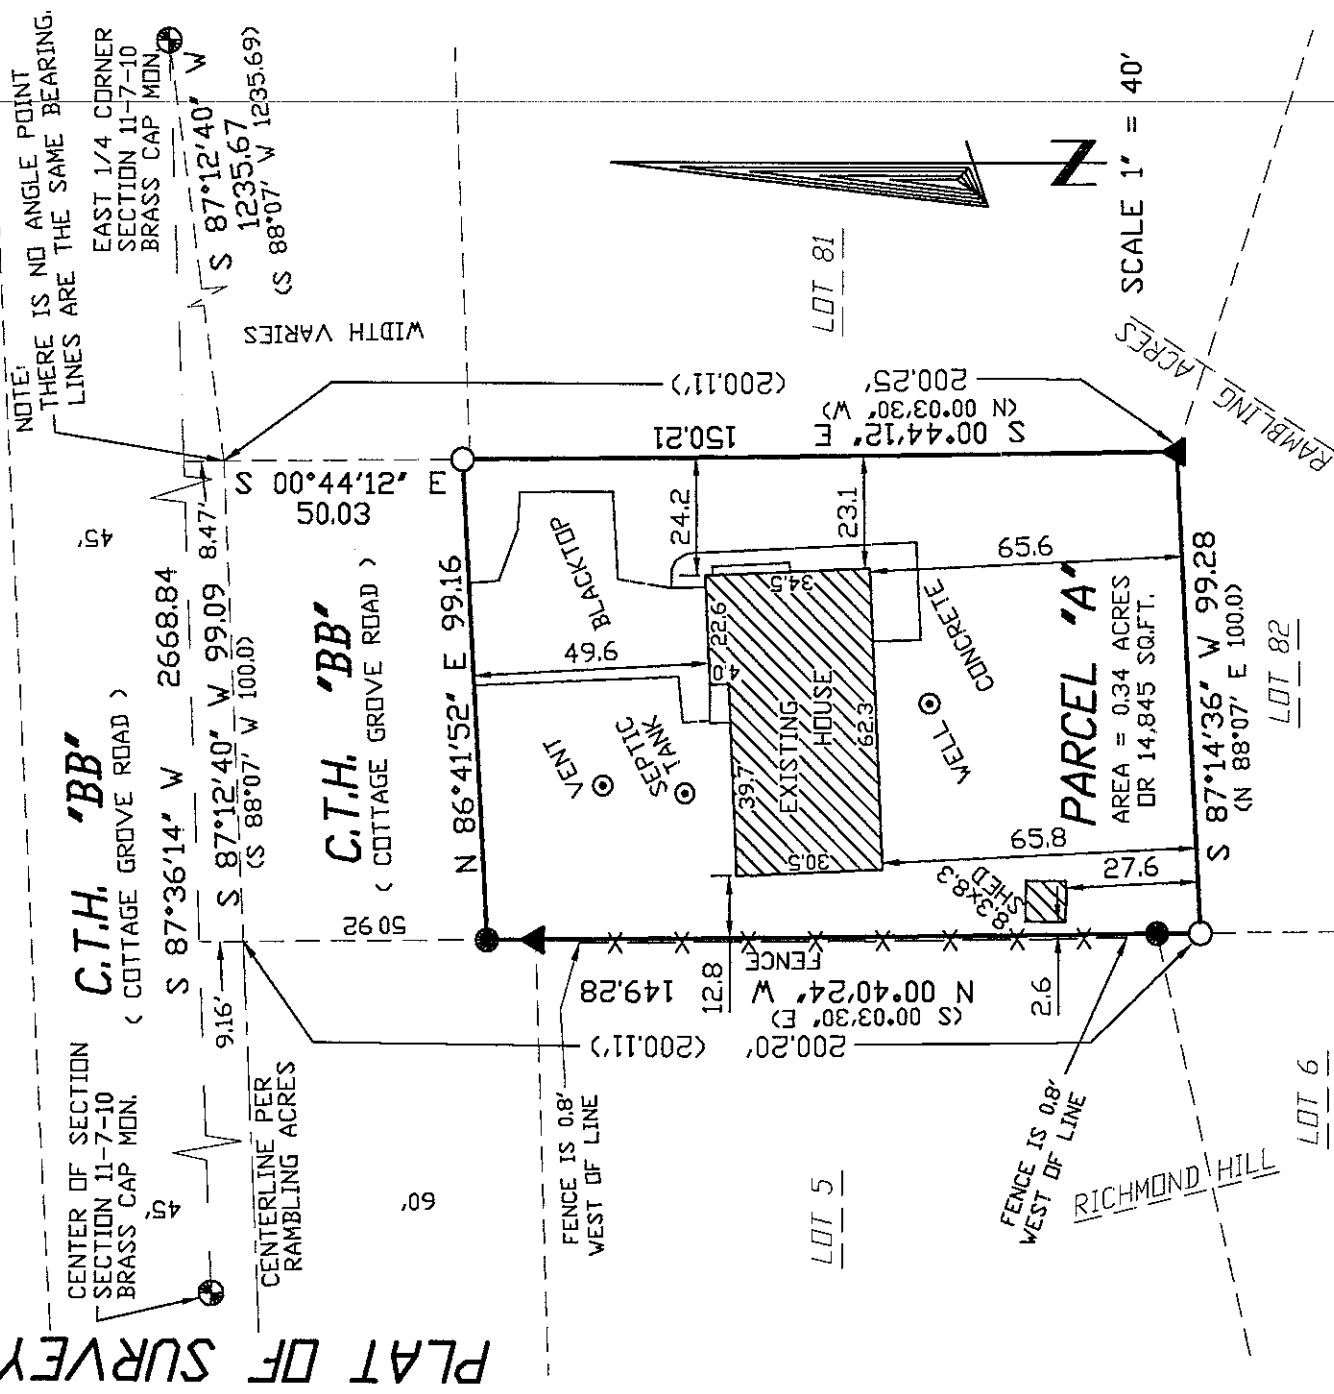 PLAT OF SURVEY
NOTE:
THERE IS NO ANGLE POINT
LINES ARE THE SAME BEARING.
EAST 1/4 CORNER
SECTION 11-7-10
BRASS CAP MON.
S 87°12'40" W
1235.67
(S 88°07' W 1235.69)
WIDTH VARIES
45'
C.T.H. "BB"
( COTTAGE GROVE ROAD )
S 87°36'14" W 2668.84
S 87°12'40" W 99.09
8.47'
(S 88°07' W 100.0)
9.16'
CENTER OF SECTION
SECTION 11-7-10
BRASS CAP MON.
45'
CENTERLINE PER
RAMBLING ACRES
60'
C.T.H. "BB"
( COTTAGE GROVE ROAD )
S 00°44'12" E
50.03
50.92
N 86°41'52" E 99.16
(200.11')
200.25'
(N 00°03'30" W)
S 00°44'12" E
150.21
BLACKTOP
24.2
23.1
49.6
VENT
SEPTIC
TANK
22.6
4.0
34.5
39.7
EXISTING
HOUSE
62.3
30.5
65.6
CONCRETE
WELL
PARCEL "A"
AREA = 0.34 ACRES
OR 14,845 SQ.FT.
65.8
27.6
8.3x8.3
SHED
12.8
2.6
FENCE
N 00°40'24" W
149.28
(S 00°03'30" E)
200.20'
(200.11')
FENCE IS 0.8'
WEST OF LINE
FENCE IS 0.8'
WEST OF LINE
S 87°14'36" W 99.28
(N 88°07' E 100.0)
LOT 81
LOT 82
LOT 5
LOT 6
RAMBLING ACRES
RICHMOND HILL
N
SCALE 1" = 40'